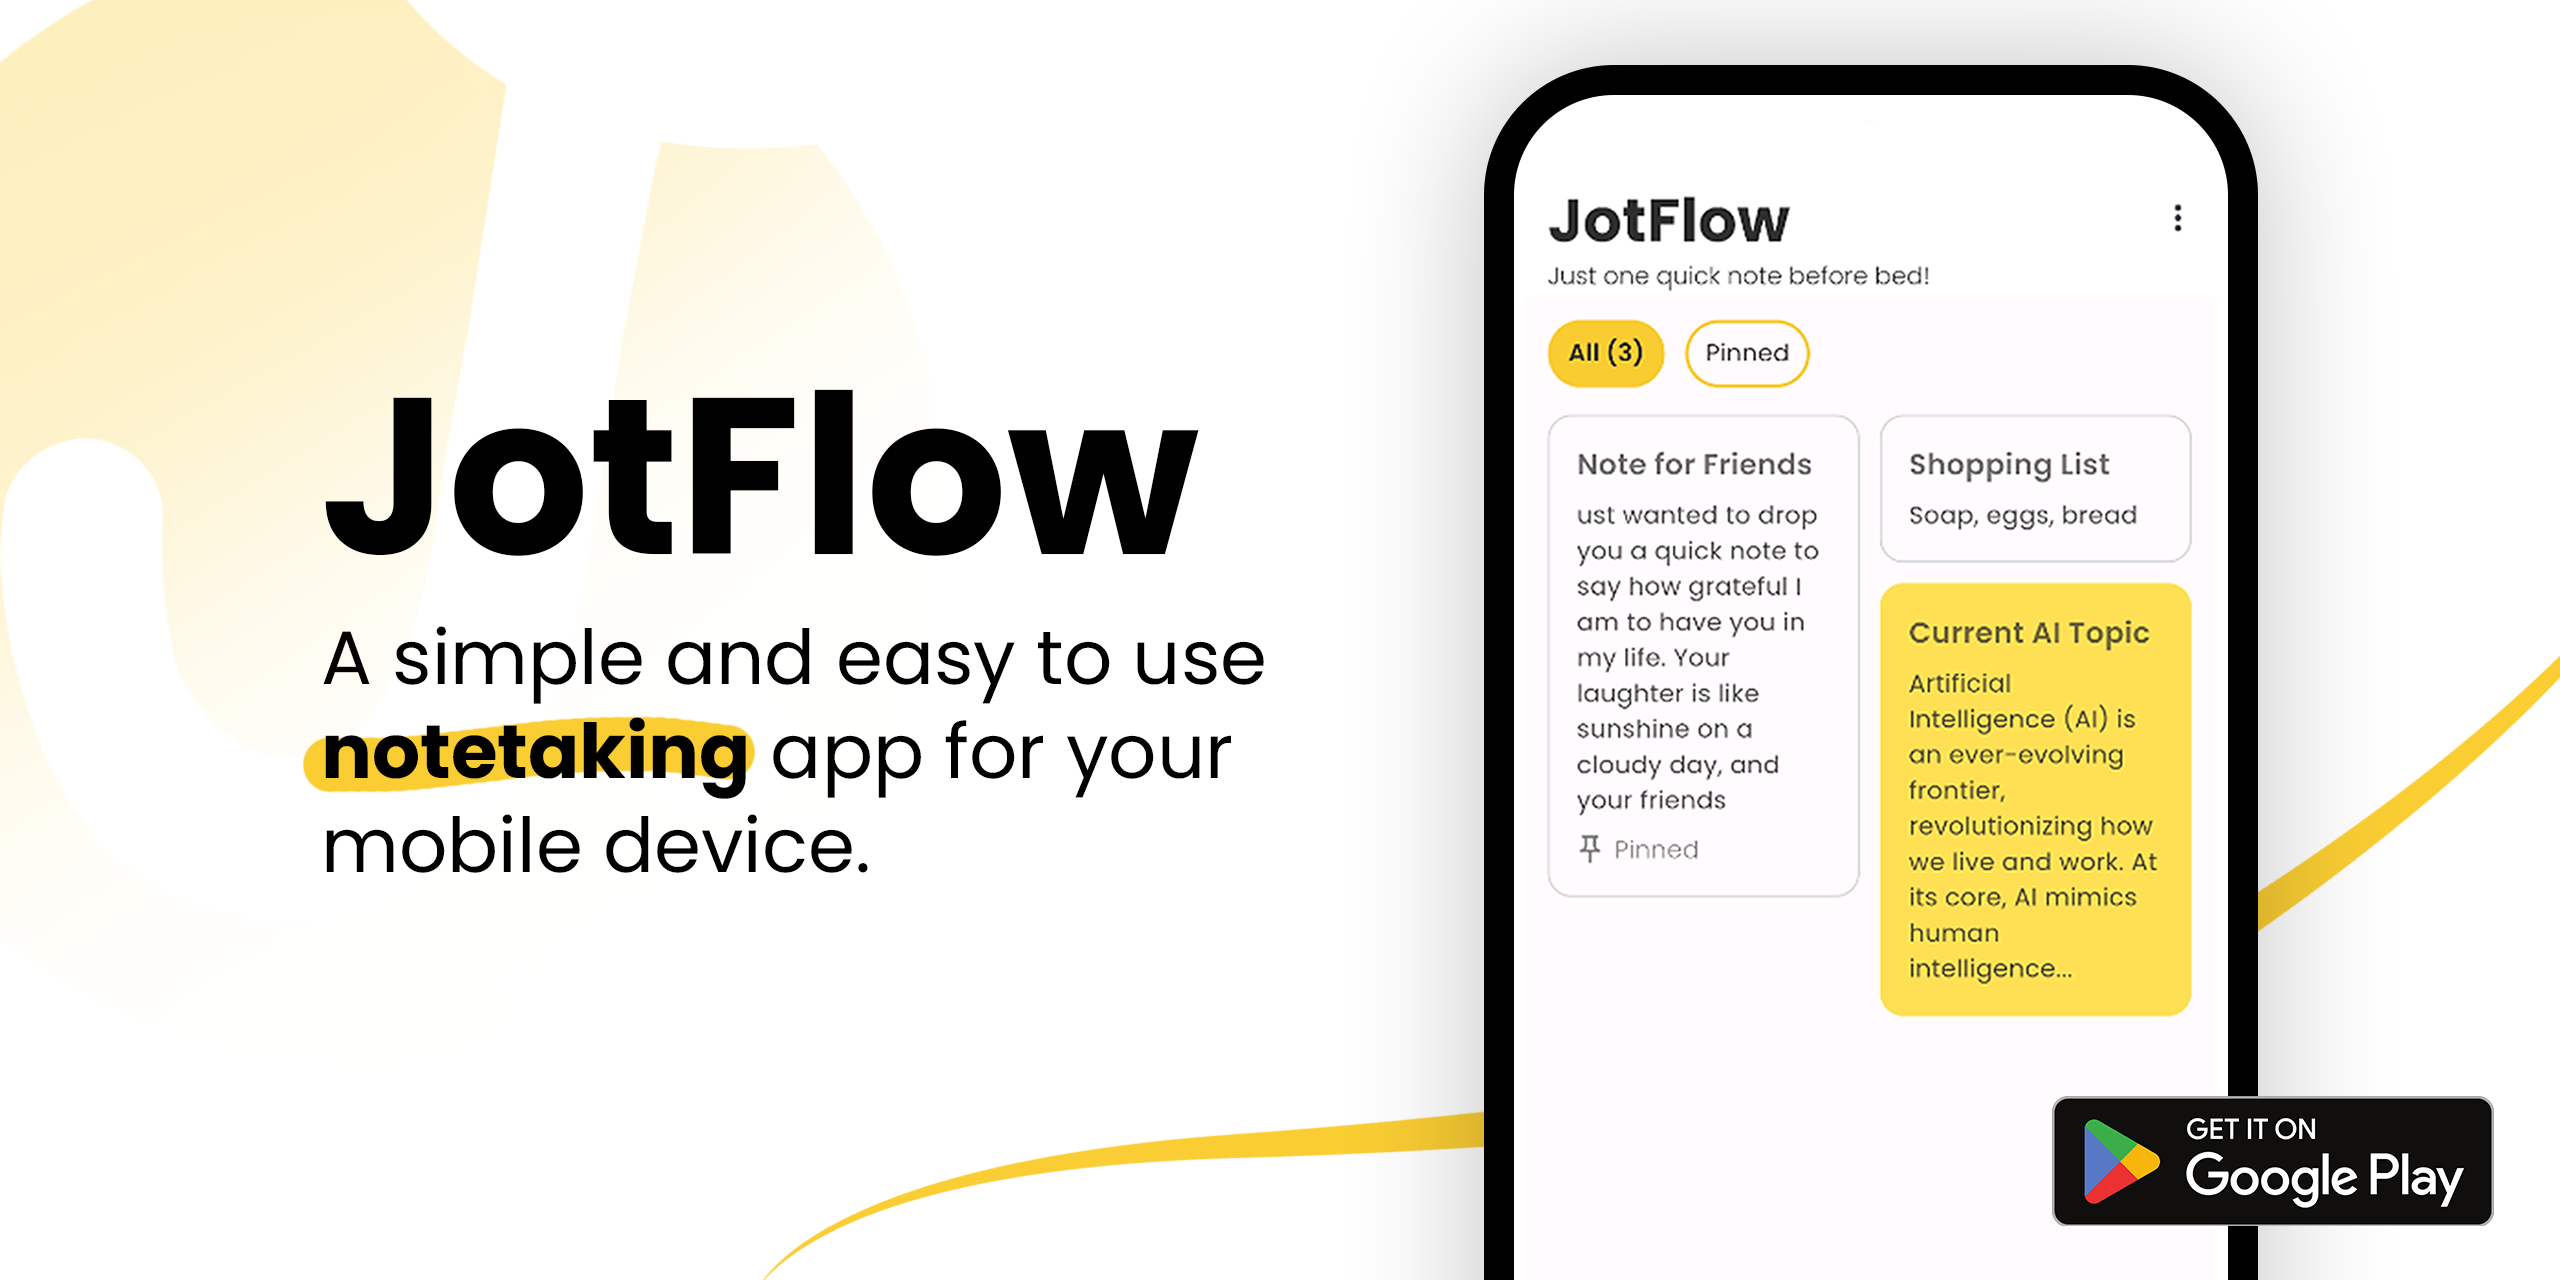 JotFlow
A simple and easy to use
notetaking app for your
mobile device.
JotFlow
Just one quick note before bed!
All (3)
Pinned
Note for Friends
ust wanted to drop
you a quick note to
say how grateful I
am to have you in
my life. Your
laughter is like
sunshine on a
cloudy day, and
your friends
Pinned
Shopping List
Soap, eggs, bread
Current AI Topic
Artificial
Intelligence (AI) is
an ever-evolving
frontier,
revolutionizing how
we live and work. At
its core, AI mimics
human
intelligence...
GET IT ON
Google Play